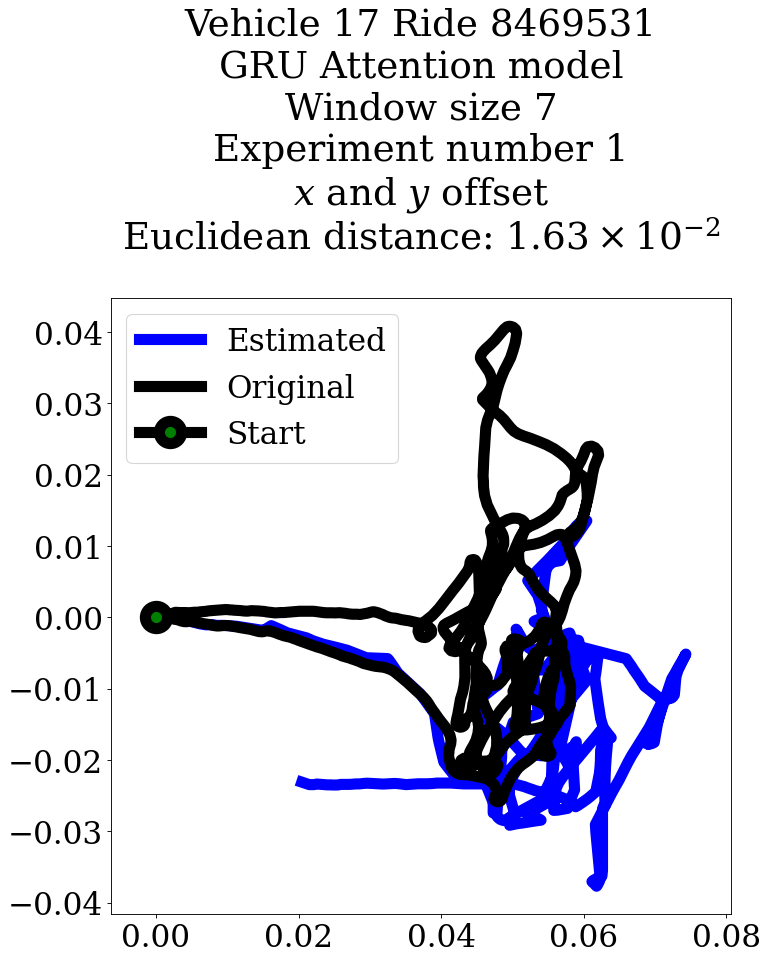 Vehicle 17 Ride 8469531
GRU Attention model
Window size 7
Experiment number 1
x and y offset
Euclidean distance: 1.63 × 10⁻²
Estimated
Original
Start
0.04
0.03
0.02
0.01
0.00
−0.01
−0.02
−0.03
−0.04
0.00 0.02 0.04 0.06 0.08